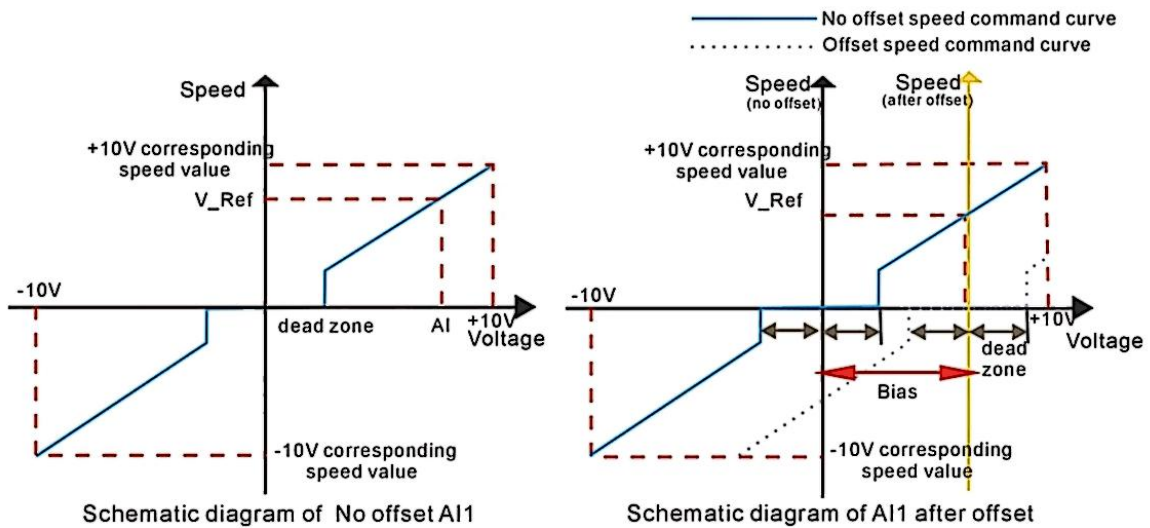 No offset speed command curve
Offset speed command curve
Speed
+10V corresponding
speed value
V_Ref
-10V
dead zone
AI
+10V
Voltage
-10V corresponding
speed value
Schematic diagram of No offset AI1
Speed
(no offset)
Speed
(after offset)
+10V corresponding
speed value
V_Ref
-10V
+10V
Voltage
dead
zone
Bias
-10V corresponding
speed value
Schematic diagram of AI1 after offset